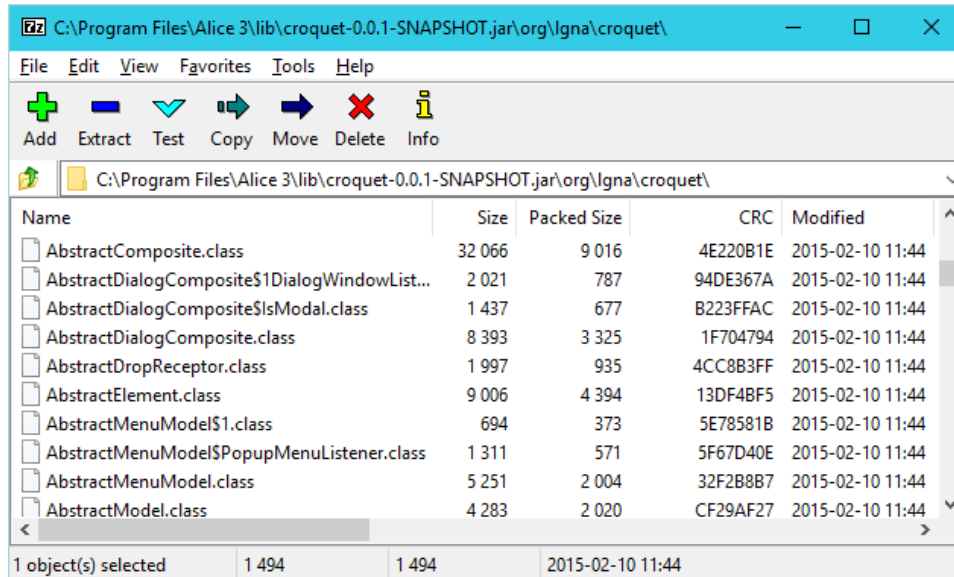 C:\Program Files\Alice 3\lib\croquet-0.0.1-SNAPSHOT.jar\org\lgna\croquet\
File Edit View Favorites Tools Help
Add Extract Test Copy Move Delete Info
C:\Program Files\Alice 3\lib\croquet-0.0.1-SNAPSHOT.jar\org\lgna\croquet\
Name Size Packed Size CRC Modified
AbstractComposite.class 32 066 9 016 4E220B1E 2015-02-10 11:44
AbstractDialogComposite$1DialogWindowList... 2 021 787 94DE367A 2015-02-10 11:44
AbstractDialogComposite$IsModal.class 1 437 677 B223FFAC 2015-02-10 11:44
AbstractDialogComposite.class 8 393 3 325 1F704794 2015-02-10 11:44
AbstractDropReceptor.class 1 997 935 4CC8B3FF 2015-02-10 11:44
AbstractElement.class 9 006 4 394 13DF4BF5 2015-02-10 11:44
AbstractMenuModel$1.class 694 373 5E78581B 2015-02-10 11:44
AbstractMenuModel$PopupMenuListener.class 1 311 571 5F67D40E 2015-02-10 11:44
AbstractMenuModel.class 5 251 2 004 32F2B8B7 2015-02-10 11:44
AbstractModel.class 4 283 2 020 CF29AF27 2015-02-10 11:44
1 object(s) selected 1 494 1 494 2015-02-10 11:44